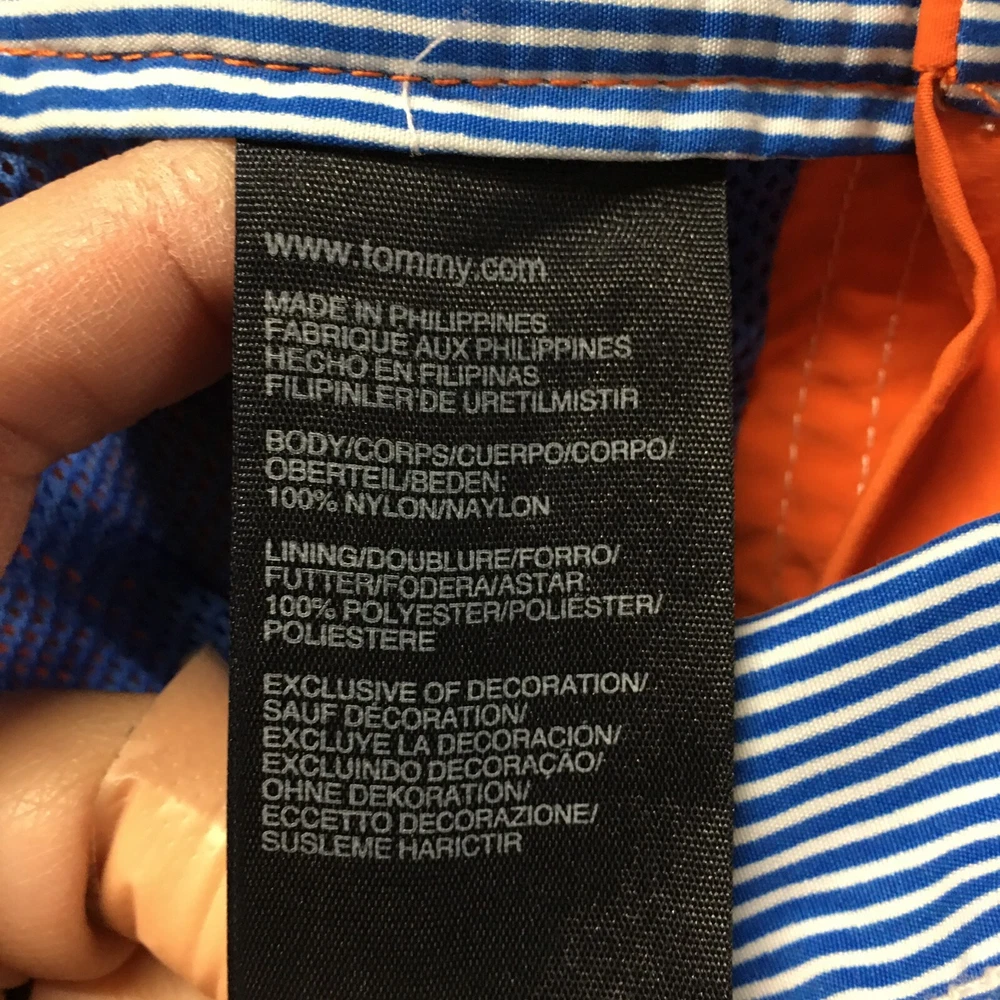 www.tommy.com
MADE IN PHILIPPINES
FABRIQUE AUX PHILIPPINES
HECHO EN FILIPINAS
FILIPINLER DE URETILMISTIR
BODY/CORPS/CUERPO/CORPO/
OBERTEIL/BEDEN:
100% NYLON/NAYLON
LINING/DOUBLURE/FORRO/
FUTTER/FODERA/ASTAR:
100% POLYESTER/POLIÉSTER/
POLIESTERE
EXCLUSIVE OF DECORATION/
SAUF DÉCORATION/
EXCLUYE LA DECORACIÓN/
EXCLUINDO DECORAÇÃO/
OHNE DEKORATION/
ECCETTO DECORAZIONE/
SUSLEME HARICTIR